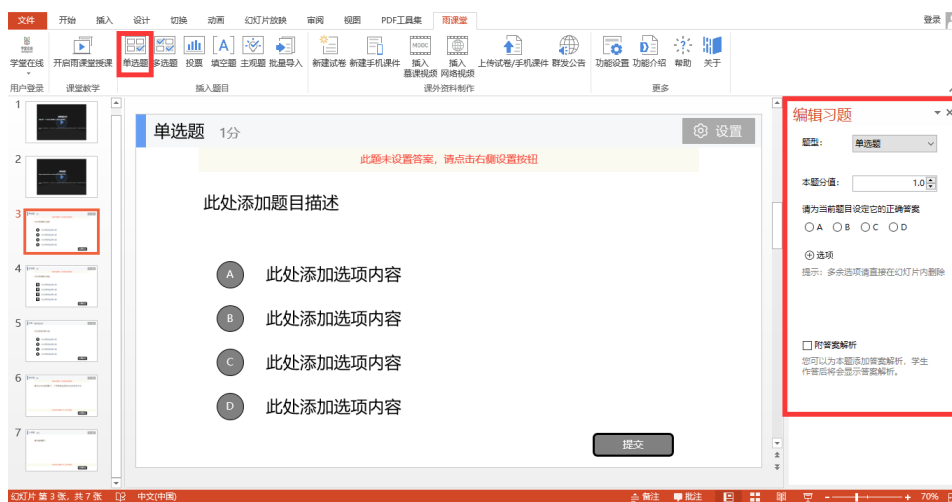 文件 开始 插入 设计 切换 动画 幻灯片放映 审阅 视图 PDF工具集 雨课堂 登录
学堂在线 开启雨课堂授课 单选题 多选题 投票 填空题 主观题 批量导入 新建试卷 新建手机课件 插入慕课视频 插入网络视频 上传试卷/手机课件 群发公告 功能设置 功能介绍 帮助 关于
用户登录 课堂教学 插入题目 课外资料制作 更多
1
2
3
4
5
6
7
单选题 1分 设置
此题未设置答案，请点击右侧设置按钮
此处添加题目描述
A 此处添加选项内容
B 此处添加选项内容
C 此处添加选项内容
D 此处添加选项内容
提交
编辑习题
题型： 单选题
本题分值： 1.0
请为当前题目设定它的正确答案
A B C D
选项
提示：多余选项请直接在幻灯片内删除
附答案解析
您可以为本题添加答案解析，学生
作答后将会显示答案解析。
幻灯片 第 3 张，共 7 张 中文(中国) 备注 批注 70%